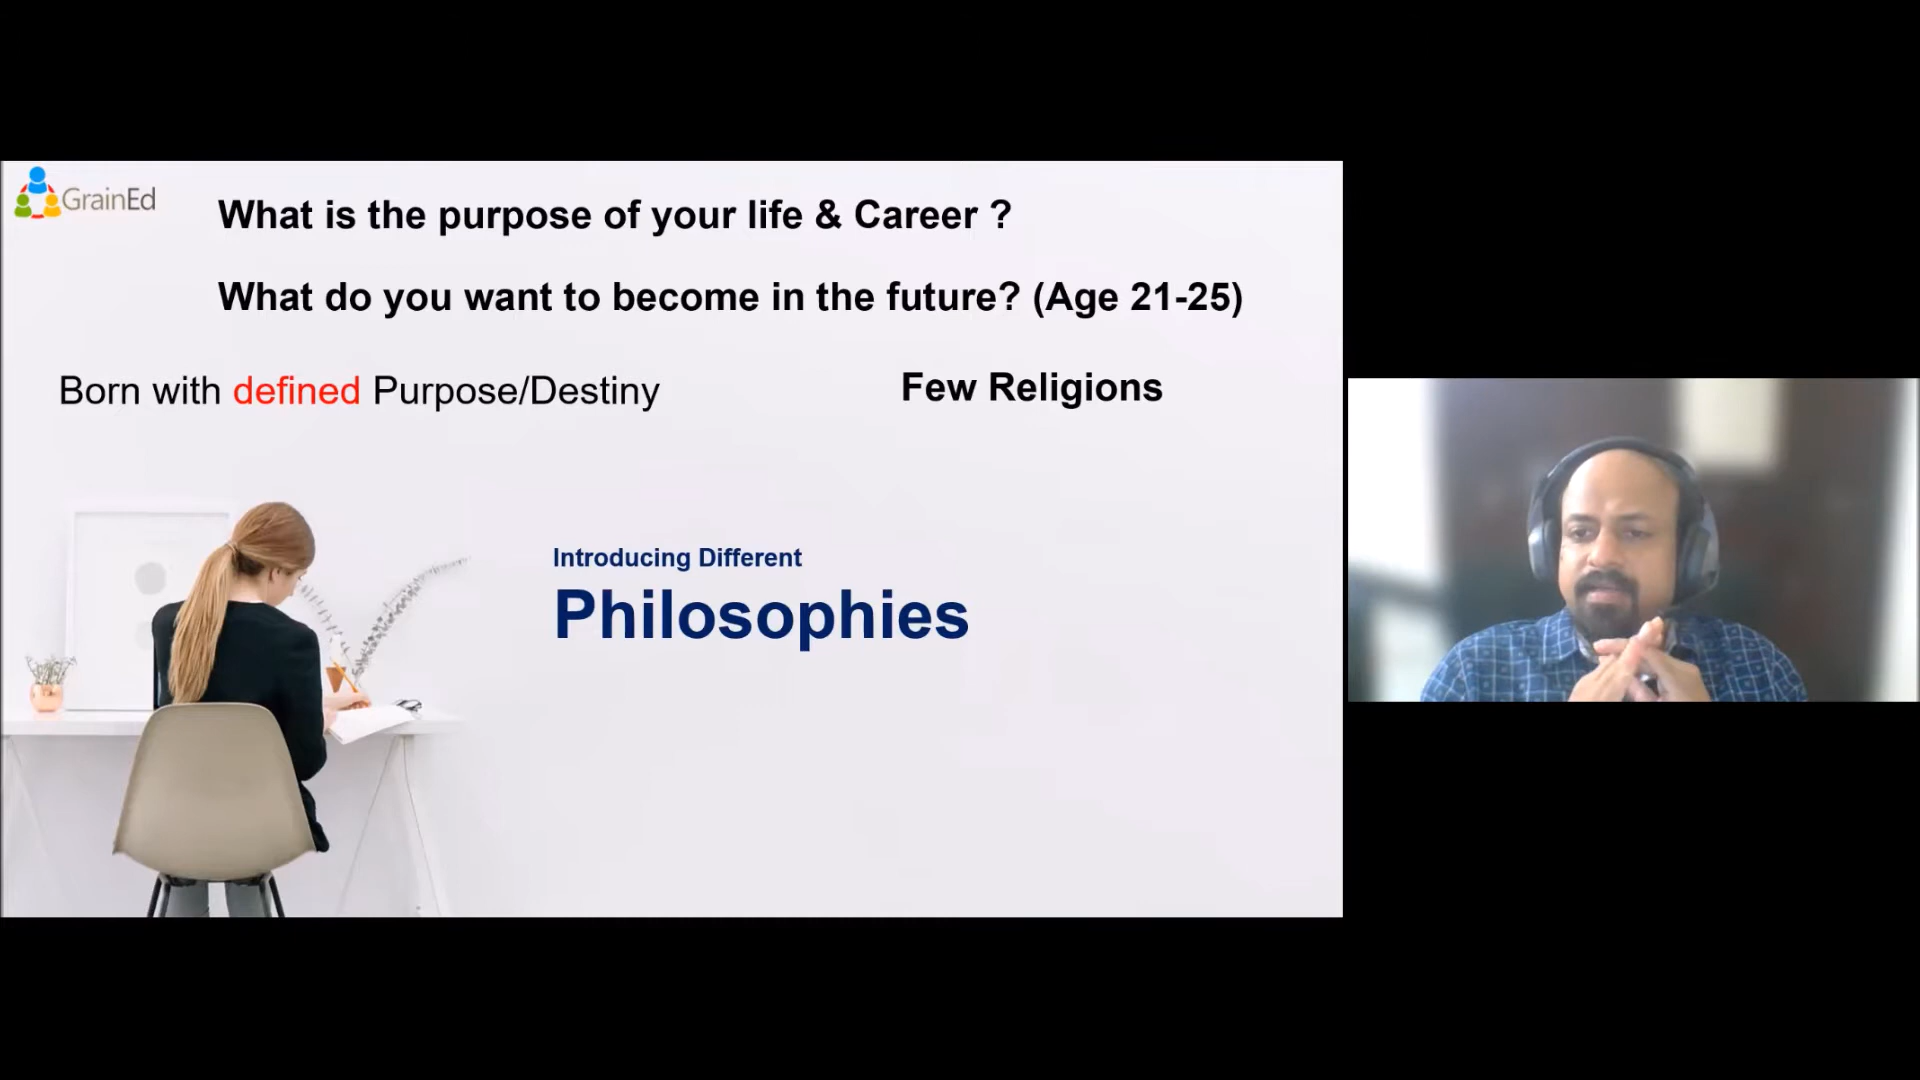 GrainEd
What is the purpose of your life & Career ?
What do you want to become in the future? (Age 21-25)
Born with defined Purpose/Destiny
Few Religions
Introducing Different
Philosophies